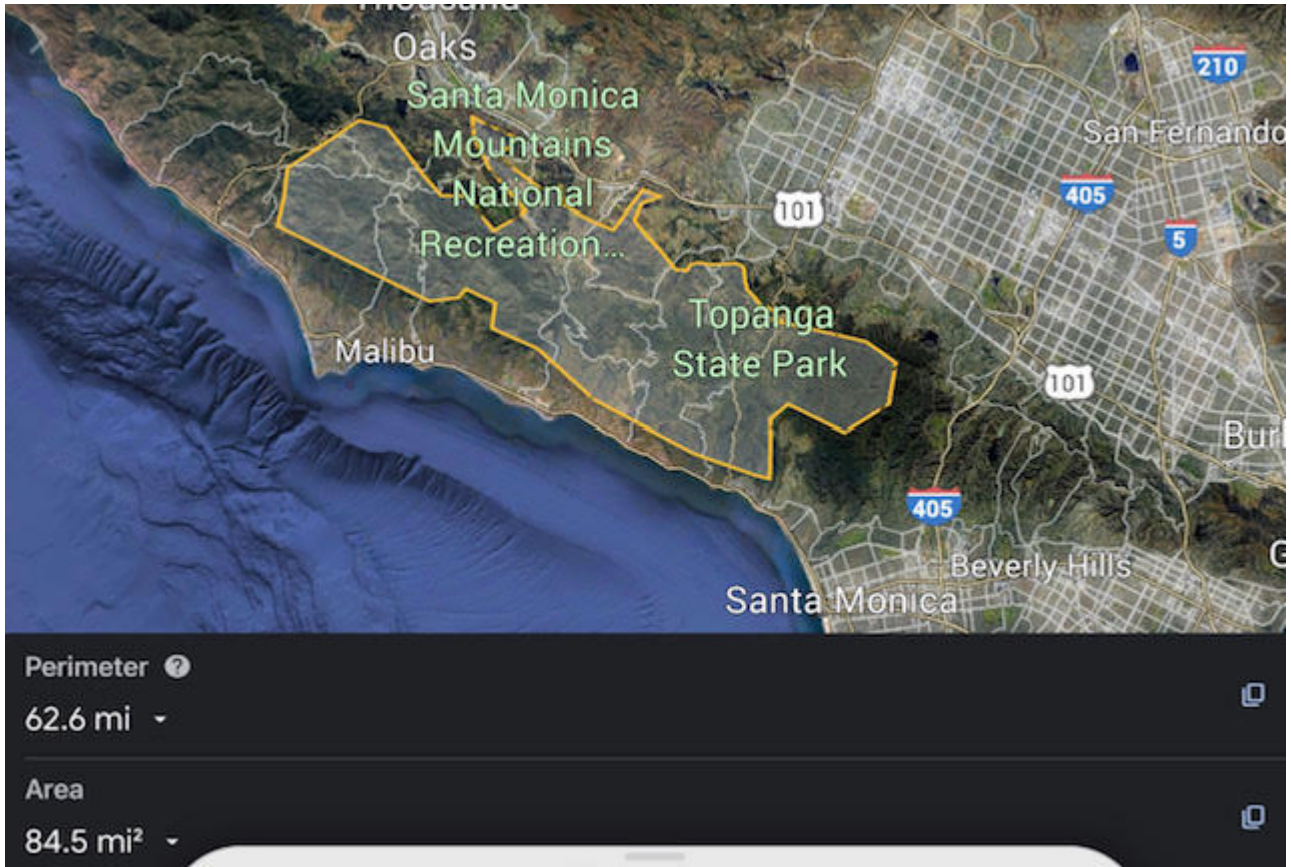 Thousand
Oaks
Santa Monica
Mountains
National
Recreation...
210
San Fernando
405
101
5
Topanga
State Park
Malibu
101
405
Beverly Hills
Santa Monica
Perimeter ?
62.6 mi
Area
84.5 mi²